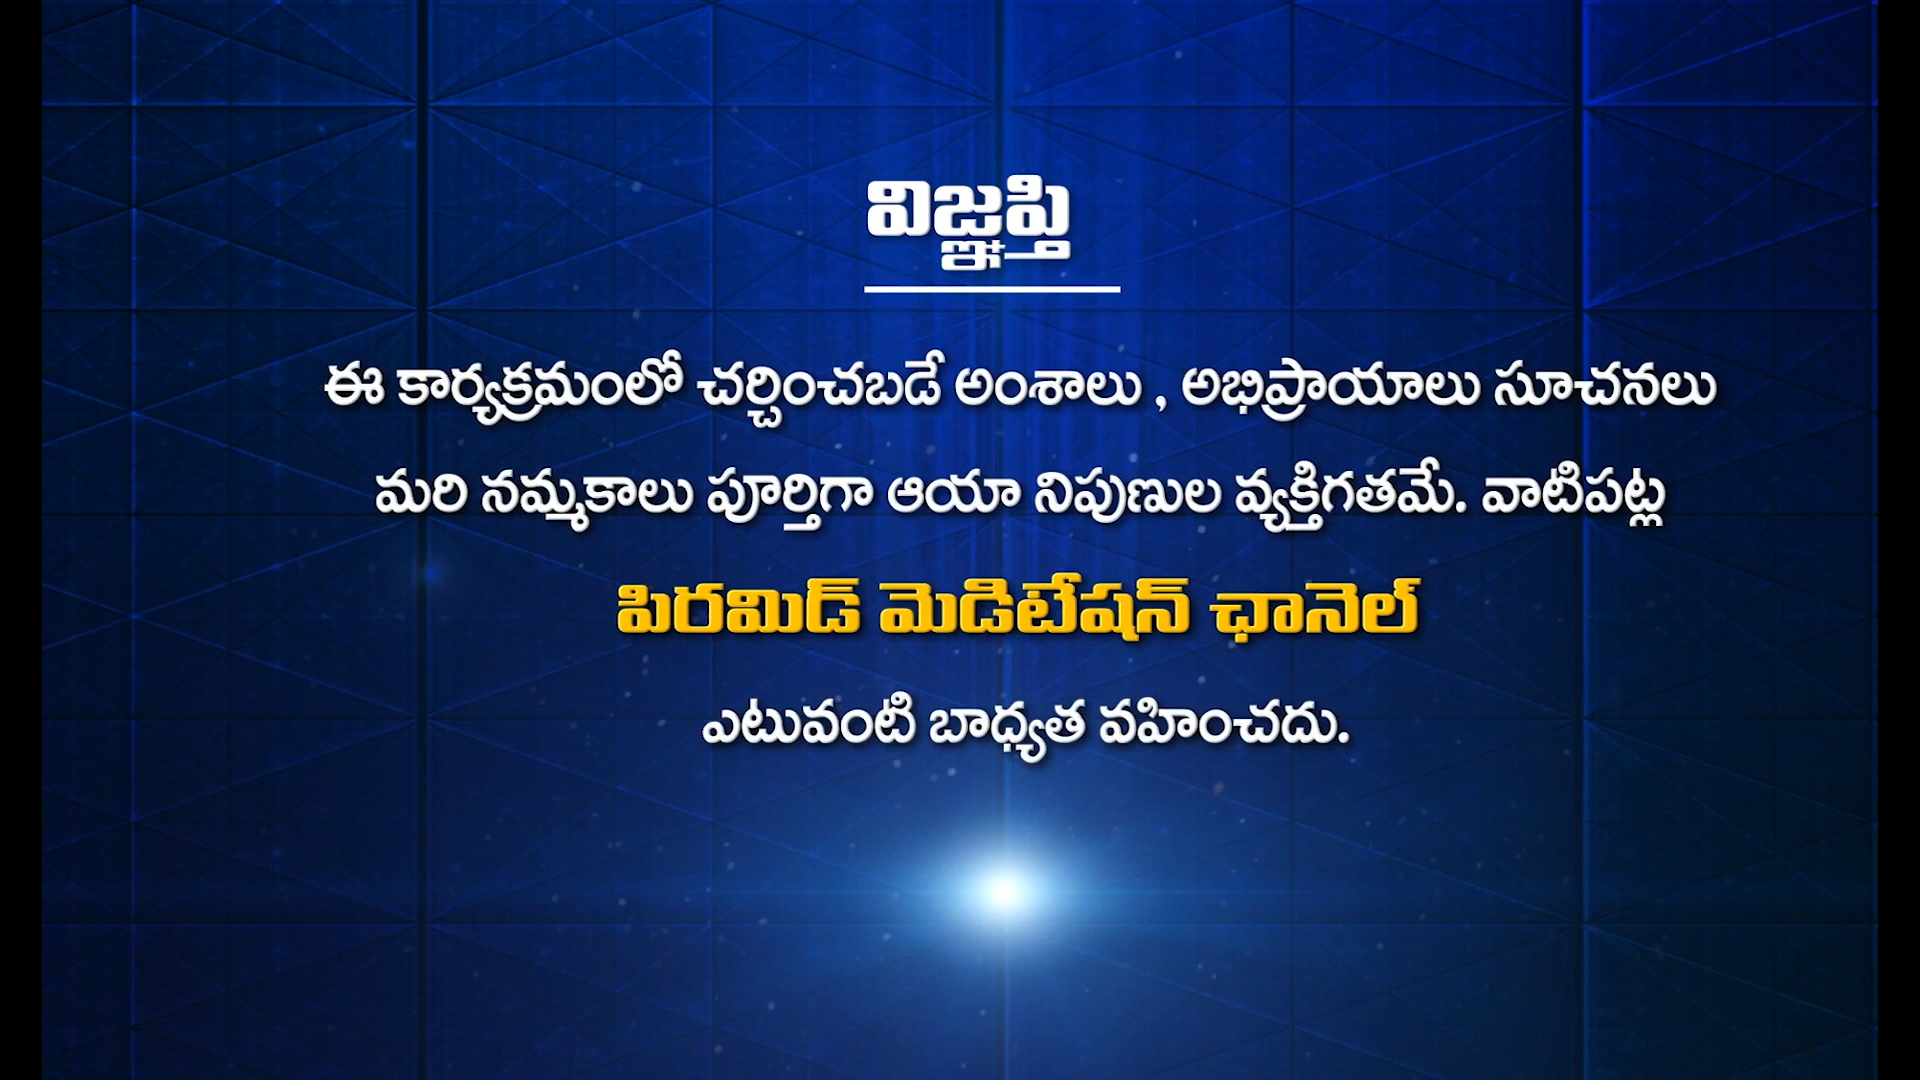 విజ్ఞప్తి
ఈ కార్యక్రమంలో చర్చించబడే అంశాలు , అభిప్రాయాలు సూచనలు
మరి నమ్మకాలు పూర్తిగా ఆయా నిపుణుల వ్యక్తిగతమే. వాటిపట్ల
పిరమిడ్ మెడిటేషన్ ఛానెల్
ఎటువంటి బాధ్యత వహించదు.